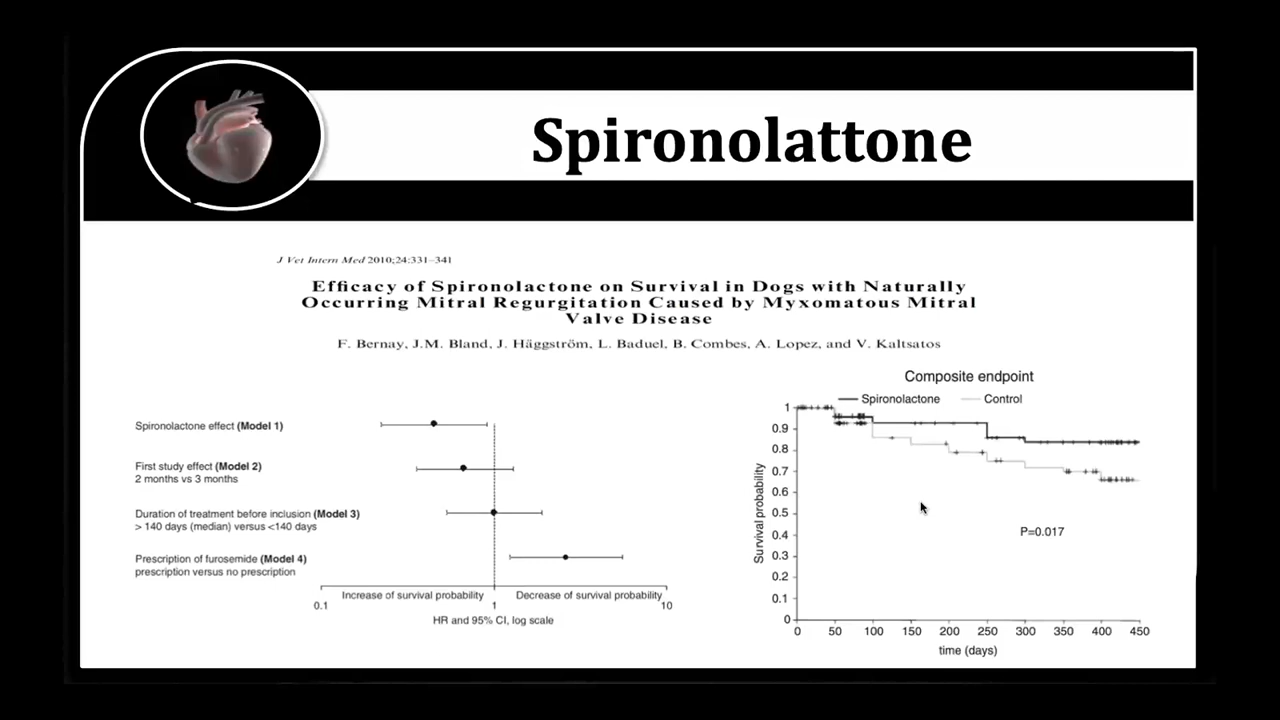 Spironolattone
J Vet Intern Med 2010;24:331–341
Efficacy of Spironolactone on Survival in Dogs with Naturally
Occurring Mitral Regurgitation Caused by Myxomatous Mitral
Valve Disease
F. Bernay, J.M. Bland, J. Häggström, L. Baduel, B. Combes, A. Lopez, and V. Kaltsatos
Spironolactone effect (Model 1)
First study effect (Model 2)
2 months vs 3 months
Duration of treatment before inclusion (Model 3)
> 140 days (median) versus <140 days
Prescription of furosemide (Model 4)
prescription versus no prescription
Increase of survival probability
Decrease of survival probability
0.1 1 10
HR and 95% CI, log scale
Composite endpoint
Spironolactone Control
Survival probability
1
0.9
0.8
0.7
0.6
0.5
0.4
0.3
0.2
0.1
0
P=0.017
0 50 100 150 200 250 300 350 400 450
time (days)